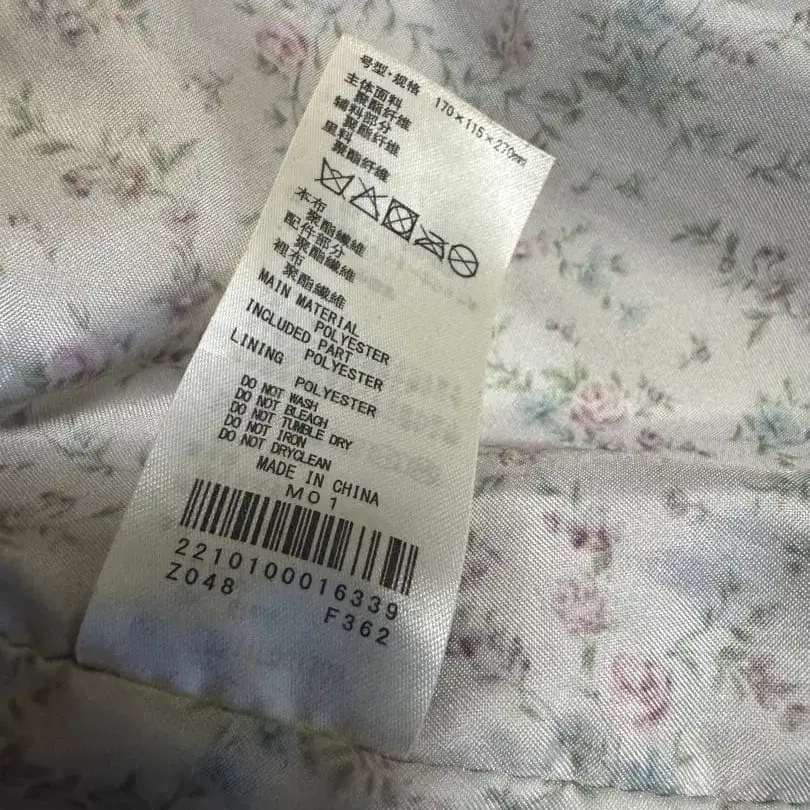 号型·规格 170×115×270mm
主体面料
聚酯纤维
辅料部分
聚酯纤维
里料
聚酯纤维
本布
聚酯纖維
配件部分
聚酯纖維
裡布
聚酯纖維
MAIN MATERIAL
POLYESTER
INCLUDED PART
POLYESTER
LINING
POLYESTER
DO NOT WASH
DO NOT BLEACH
DO NOT TUMBLE DRY
DO NOT IRON
DO NOT DRYCLEAN
MADE IN CHINA
M01
2210100016339
Z048 F362